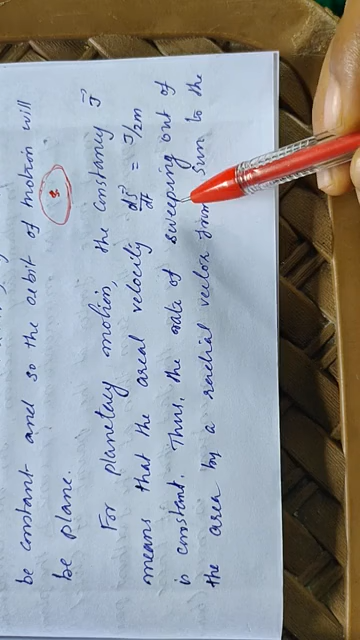 be constant and so the orbit of motion will
be plane.
For planetary motion, the constancy J⃗
means that the areal velocity dS⃗/dt = J/2m
is constant. Thus, the rate of sweeping out of
the area by a radial vector from Sun to the